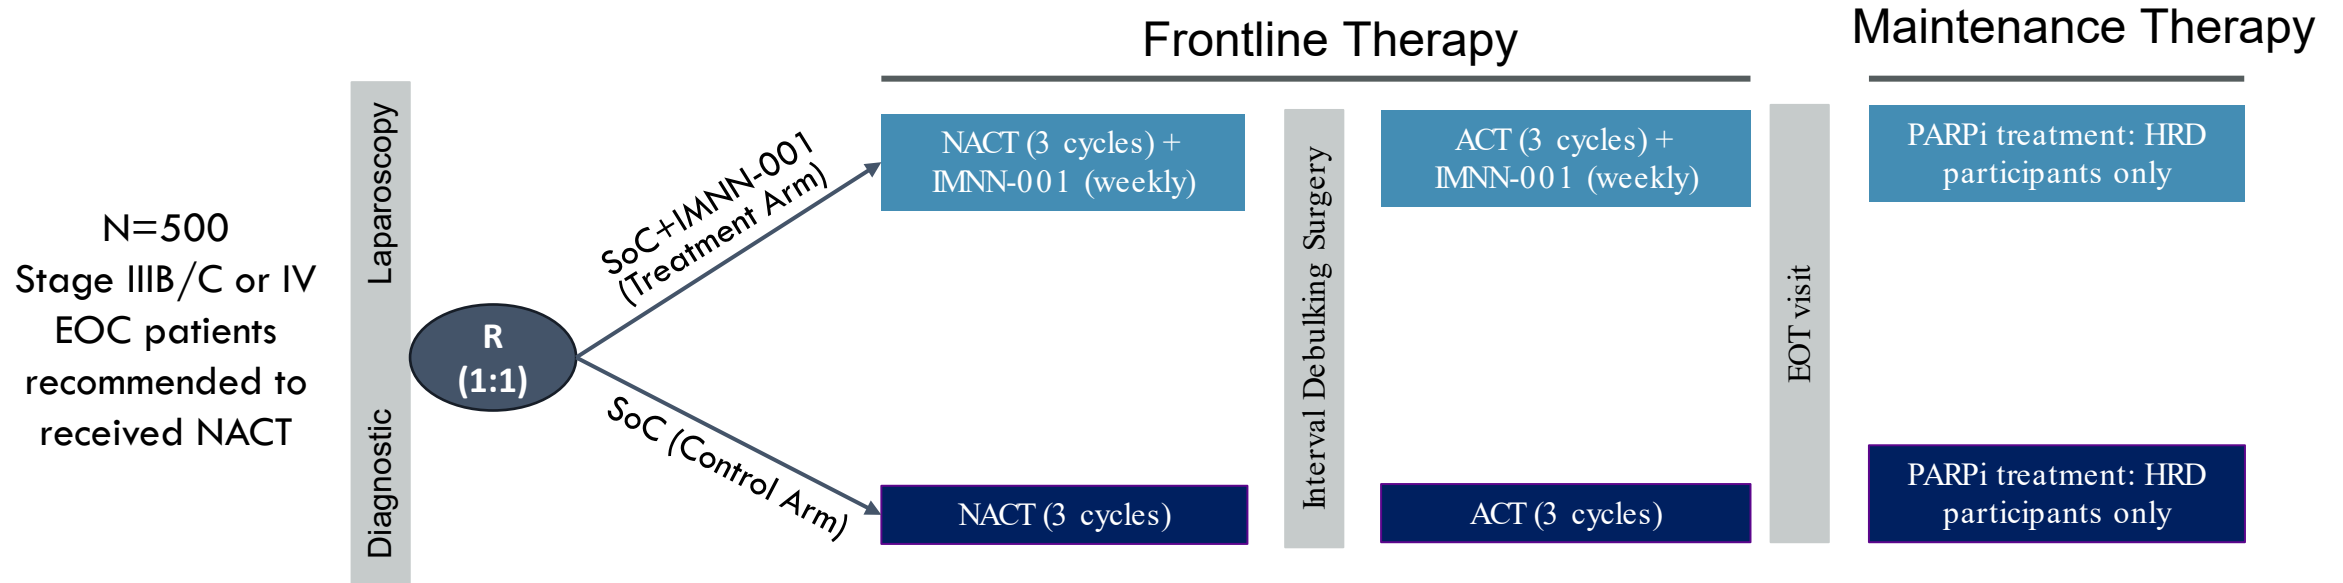 Frontline Therapy
Maintenance Therapy
N=500
Stage IIIB/C or IV
EOC patients
recommended to
received NACT
Diagnostic Laparoscopy
R
(1:1)
SoC+IMNN-001
(Treatment Arm)
SoC (Control Arm)
NACT (3 cycles) +
IMNN-001 (weekly)
NACT (3 cycles)
Interval Debulking Surgery
ACT (3 cycles) +
IMNN-001 (weekly)
ACT (3 cycles)
EOT visit
PARPi treatment: HRD
participants only
PARPi treatment: HRD
participants only